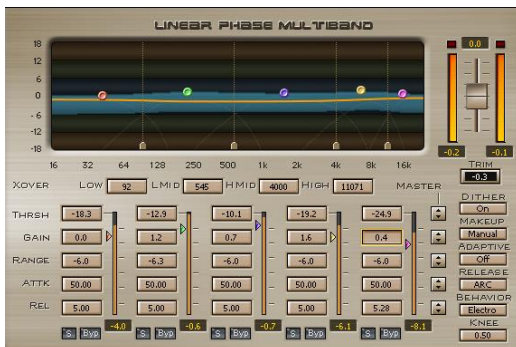 LINEAR PHASE MULTIBAND
18
12
6
0
-6
-12
-18
0.0
-0.2 -0.1
16 32 64 128 250 500 1k 2k 4k 8k 16k
TRIM
-0.3
XOVER LOW 92 LMID 545 HMID 4000 HIGH 11071 MASTER
DITHER
On
THRSH -18.3 -12.9 -10.1 -19.2 -24.9
MAKEUP
Manual
GAIN 0.0 1.2 0.7 1.6 0.4
ADAPTIVE
Off
RANGE -6.0 -6.3 -6.0 -6.0 -6.0
RELEASE
ARC
ATTK 50.00 50.00 50.00 50.00 50.00
BEHAVIOR
Electro
REL 5.00 5.00 5.00 5.00 5.28
KNEE
0.50
S Byp -4.0 S Byp -0.6 S Byp -0.7 S Byp -6.1 S Byp -8.1